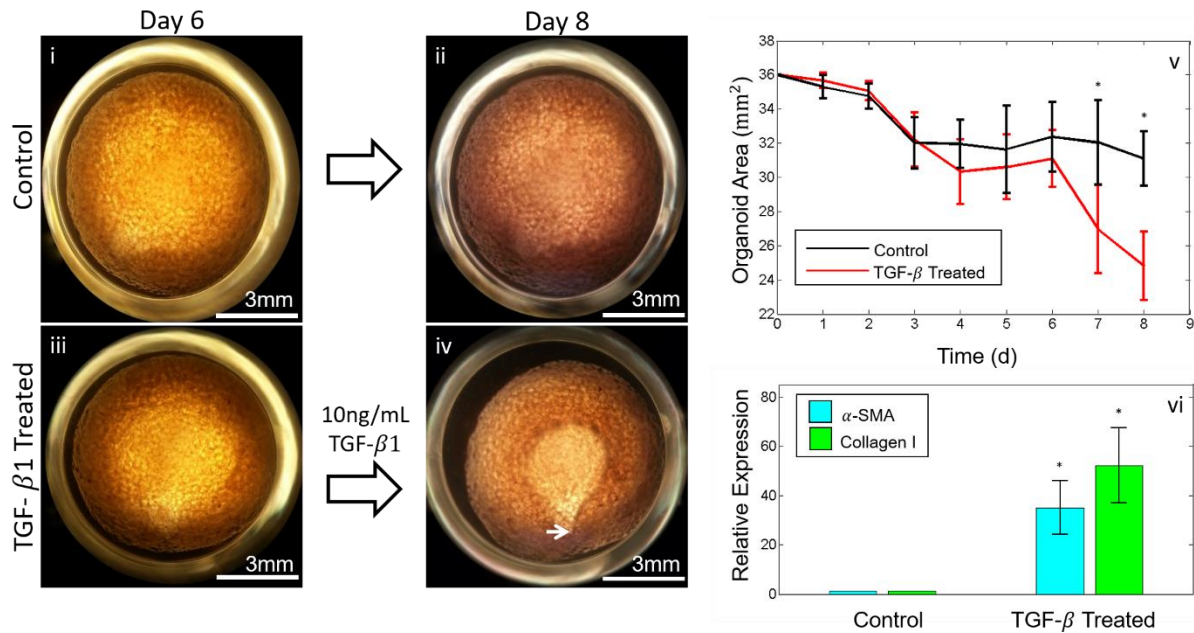 Day 6
Day 8
Control
i
3mm
ii
3mm
TGF- β1 Treated
iii
3mm
10ng/mL
TGF-β1
iv
3mm
v
Organoid Area (mm²)
36
34
32
30
28
26
24
22
0 1 2 3 4 5 6 7 8 9
Time (d)
* *
Control
TGF-β Treated
vi
Relative Expression
80
60
40
20
0
α-SMA
Collagen I
* *
Control
TGF-β Treated